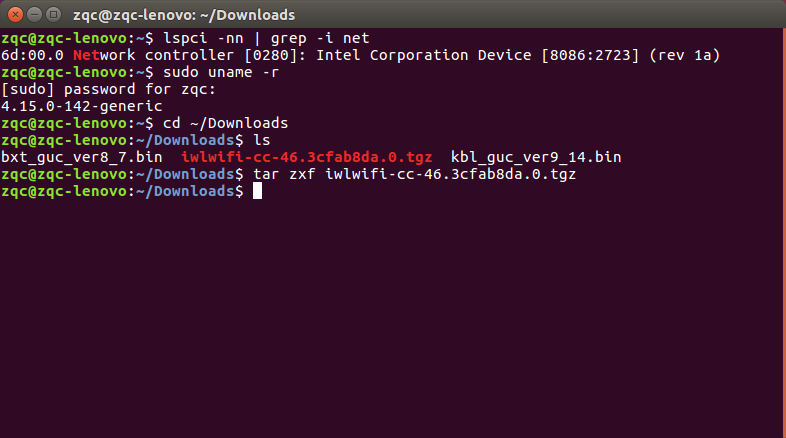 zqc@zqc-lenovo: ~/Downloads
zqc@zqc-lenovo:~$ lspci -nn | grep -i net
6d:00.0 Network controller [0280]: Intel Corporation Device [8086:2723] (rev 1a)
zqc@zqc-lenovo:~$ sudo uname -r
[sudo] password for zqc:
4.15.0-142-generic
zqc@zqc-lenovo:~$ cd ~/Downloads
zqc@zqc-lenovo:~/Downloads$ ls
bxt_guc_ver8_7.bin  iwlwifi-cc-46.3cfab8da.0.tgz  kbl_guc_ver9_14.bin
zqc@zqc-lenovo:~/Downloads$ tar zxf iwlwifi-cc-46.3cfab8da.0.tgz
zqc@zqc-lenovo:~/Downloads$